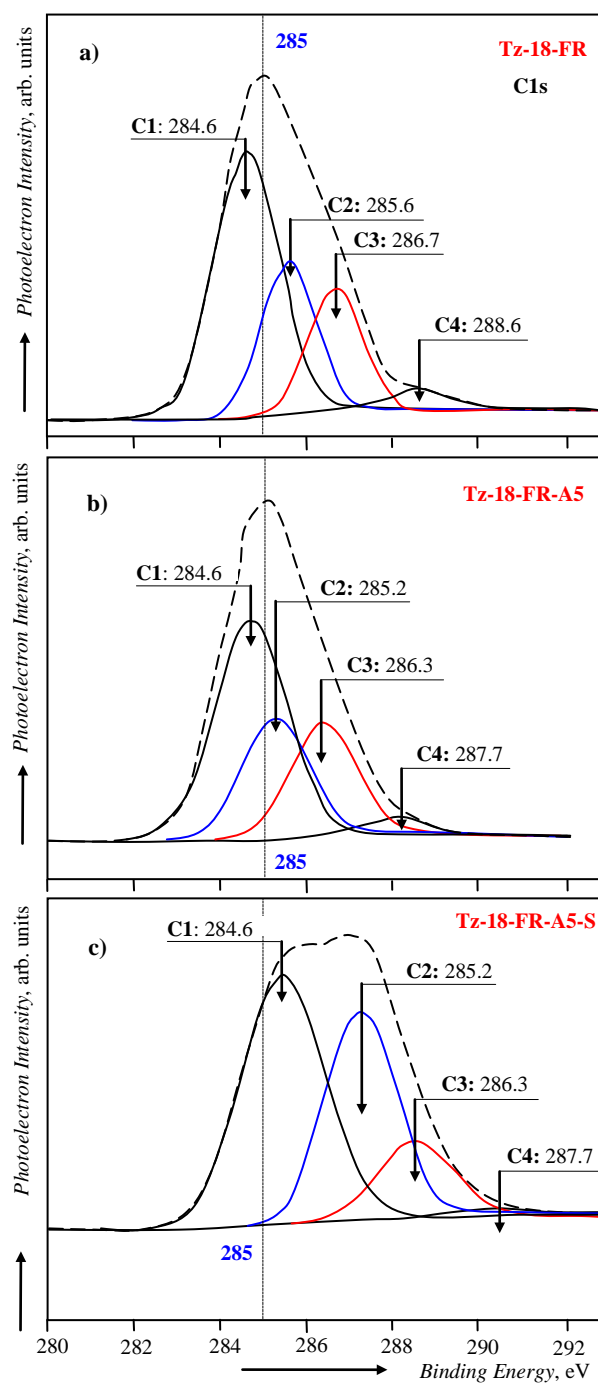 a)
285
Tz-18-FR
C1s
C1: 284.6
C2: 285.6
C3: 286.7
C4: 288.6
Photoelectron Intensity, arb. units
b)
Tz-18-FR-A5
C1: 284.6
C2: 285.2
C3: 286.3
C4: 287.7
285
Photoelectron Intensity, arb. units
c)
Tz-18-FR-A5-S
C1: 284.6
C2: 285.2
C3: 286.3
C4: 287.7
285
Photoelectron Intensity, arb. units
280 282 284 286 288 290 292
Binding Energy, eV